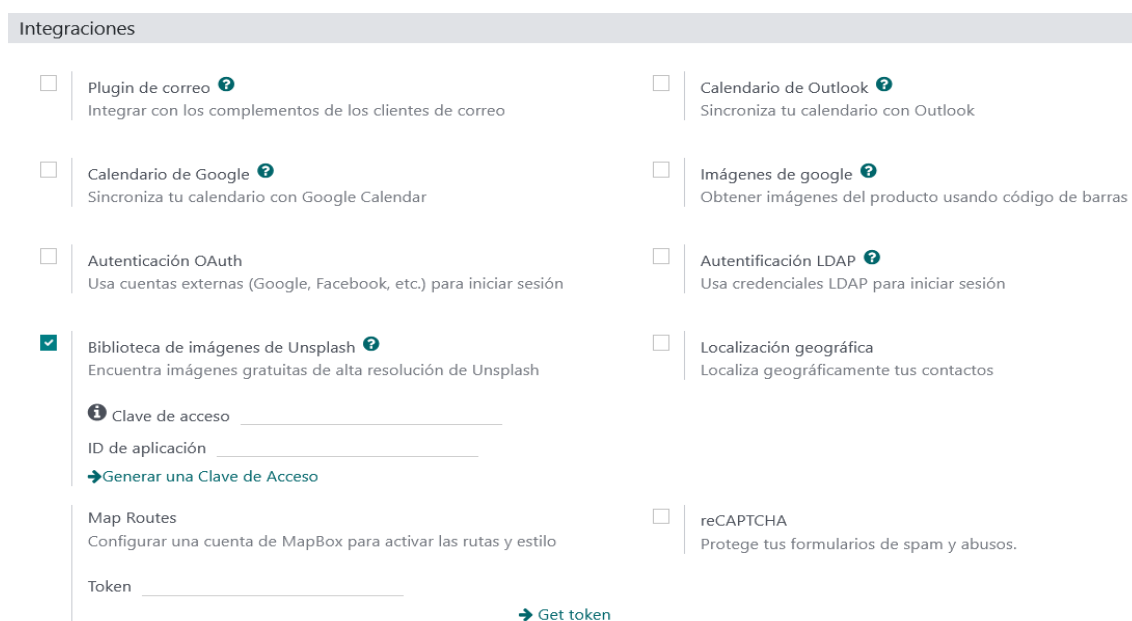 Integraciones
Plugin de correo
Integrar con los complementos de los clientes de correo
Calendario de Outlook
Sincroniza tu calendario con Outlook
Calendario de Google
Sincroniza tu calendario con Google Calendar
Imágenes de google
Obtener imágenes del producto usando código de barras
Autenticación OAuth
Usa cuentas externas (Google, Facebook, etc.) para iniciar sesión
Autentificación LDAP
Usa credenciales LDAP para iniciar sesión
Biblioteca de imágenes de Unsplash
Encuentra imágenes gratuitas de alta resolución de Unsplash
Clave de acceso
ID de aplicación
Generar una Clave de Acceso
Localización geográfica
Localiza geográficamente tus contactos
Map Routes
Configurar una cuenta de MapBox para activar las rutas y estilo
Token
Get token
reCAPTCHA
Protege tus formularios de spam y abusos.